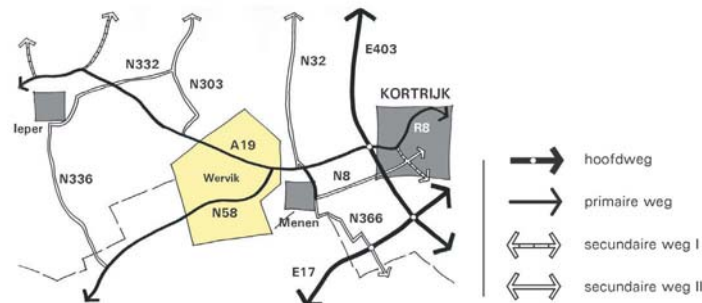 N332
N32
E403
N303
KORTRIJK
Ieper
R8
A19
Wervik
N8
N336
N58
Menen
N366
E17
hoofdweg
primaire weg
secundaire weg I
secundaire weg II